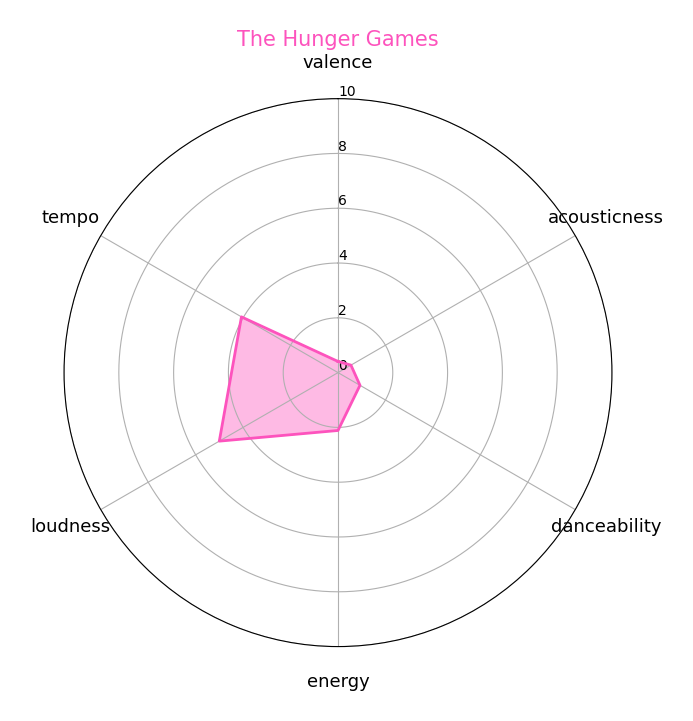 The Hunger Games
valence
10
8
6
4
2
0
tempo
acousticness
loudness
danceability
energy